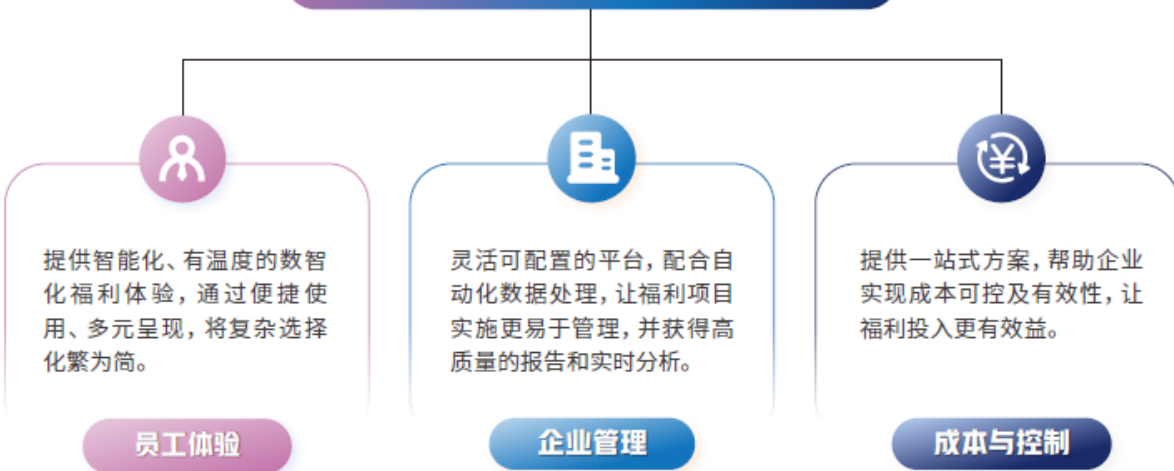 提供智能化、有温度的数智
化福利体验，通过便捷使
用、多元呈现，将复杂选择
化繁为简。
员工体验
灵活可配置的平台，配合自
动化数据处理，让福利项目
实施更易于管理，并获得高
质量的报告和实时分析。
企业管理
提供一站式方案，帮助企业
实现成本可控及有效性，让
福利投入更有效益。
成本与控制